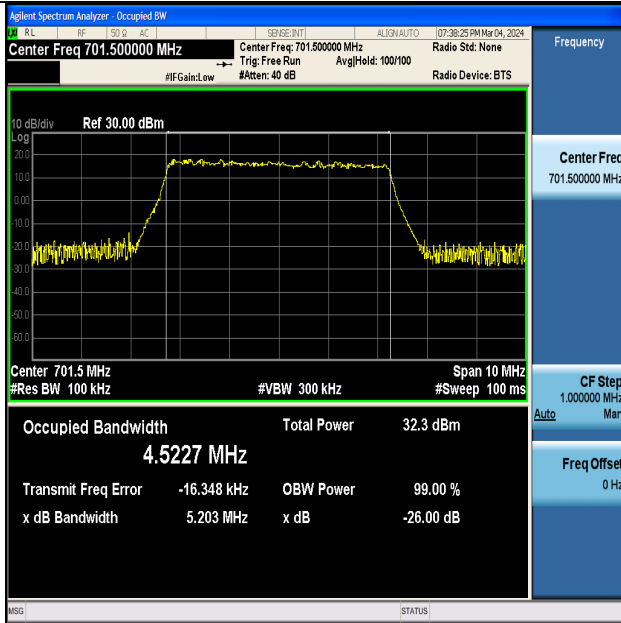 Agilent Spectrum Analyzer - Occupied BW
RL RF 50 Ω AC SENSE:INT ALIGN AUTO 07:38:25 PM Mar 04, 2024
Center Freq 701.500000 MHz
Center Freq: 701.500000 MHz
Radio Std: None
Trig: Free Run Avg|Hold: 100/100
#IFGain:Low #Atten: 40 dB Radio Device: BTS
10 dB/div Ref 30.00 dBm
Log
20.0
10.0
0.00
-10.0
-20.0
-30.0
-40.0
-50.0
-60.0
Center 701.5 MHz Span 10 MHz
#Res BW 100 kHz #VBW 300 kHz #Sweep 100 ms
Occupied Bandwidth Total Power 32.3 dBm
4.5227 MHz
Transmit Freq Error -16.348 kHz OBW Power 99.00 %
x dB Bandwidth 5.203 MHz x dB -26.00 dB
MSG STATUS
Frequency
Center Freq
701.500000 MHz
CF Step
1.000000 MHz
Auto Man
Freq Offset
0 Hz